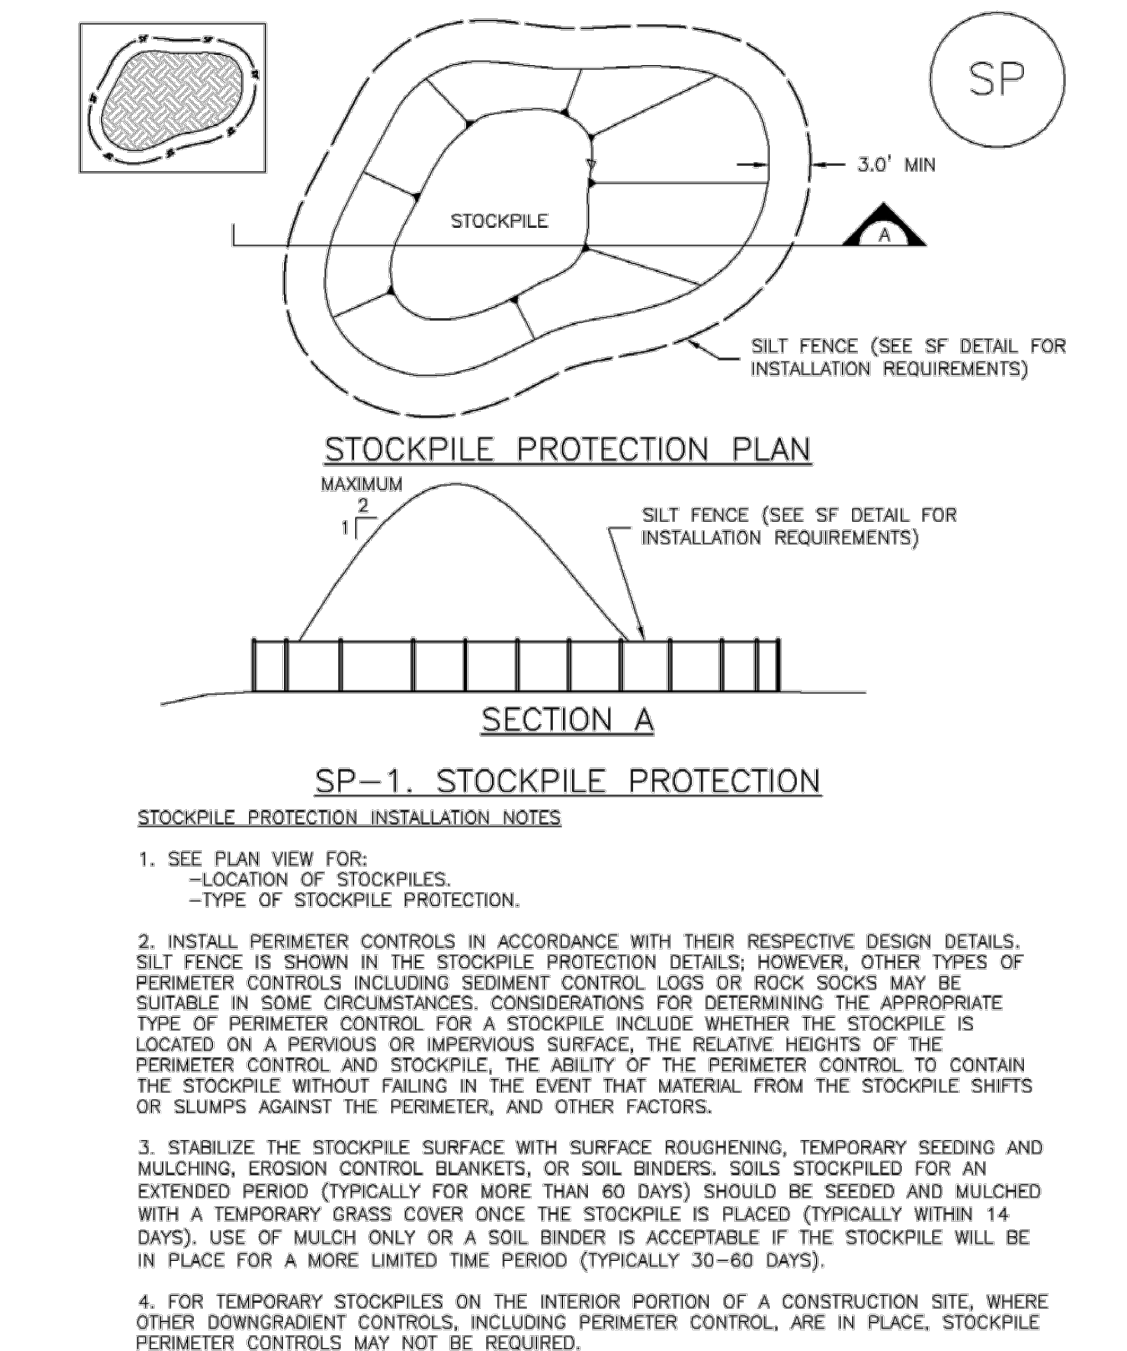 SF
SF
SF
SF
SF
SF
SF
SP
3.0' MIN
STOCKPILE
A
SILT FENCE (SEE SF DETAIL FOR
INSTALLATION REQUIREMENTS)
STOCKPILE PROTECTION PLAN
MAXIMUM
2
1
SILT FENCE (SEE SF DETAIL FOR
INSTALLATION REQUIREMENTS)
SECTION A
SP-1. STOCKPILE PROTECTION
STOCKPILE PROTECTION INSTALLATION NOTES
1. SEE PLAN VIEW FOR:
-LOCATION OF STOCKPILES.
-TYPE OF STOCKPILE PROTECTION.
2. INSTALL PERIMETER CONTROLS IN ACCORDANCE WITH THEIR RESPECTIVE DESIGN DETAILS.
SILT FENCE IS SHOWN IN THE STOCKPILE PROTECTION DETAILS; HOWEVER, OTHER TYPES OF
PERIMETER CONTROLS INCLUDING SEDIMENT CONTROL LOGS OR ROCK SOCKS MAY BE
SUITABLE IN SOME CIRCUMSTANCES. CONSIDERATIONS FOR DETERMINING THE APPROPRIATE
TYPE OF PERIMETER CONTROL FOR A STOCKPILE INCLUDE WHETHER THE STOCKPILE IS
LOCATED ON A PERVIOUS OR IMPERVIOUS SURFACE, THE RELATIVE HEIGHTS OF THE
PERIMETER CONTROL AND STOCKPILE, THE ABILITY OF THE PERIMETER CONTROL TO CONTAIN
THE STOCKPILE WITHOUT FAILING IN THE EVENT THAT MATERIAL FROM THE STOCKPILE SHIFTS
OR SLUMPS AGAINST THE PERIMETER, AND OTHER FACTORS.
3. STABILIZE THE STOCKPILE SURFACE WITH SURFACE ROUGHENING, TEMPORARY SEEDING AND
MULCHING, EROSION CONTROL BLANKETS, OR SOIL BINDERS. SOILS STOCKPILED FOR AN
EXTENDED PERIOD (TYPICALLY FOR MORE THAN 60 DAYS) SHOULD BE SEEDED AND MULCHED
WITH A TEMPORARY GRASS COVER ONCE THE STOCKPILE IS PLACED (TYPICALLY WITHIN 14
DAYS). USE OF MULCH ONLY OR A SOIL BINDER IS ACCEPTABLE IF THE STOCKPILE WILL BE
IN PLACE FOR A MORE LIMITED TIME PERIOD (TYPICALLY 30-60 DAYS).
4. FOR TEMPORARY STOCKPILES ON THE INTERIOR PORTION OF A CONSTRUCTION SITE, WHERE
OTHER DOWNGRADIENT CONTROLS, INCLUDING PERIMETER CONTROL, ARE IN PLACE, STOCKPILE
PERIMETER CONTROLS MAY NOT BE REQUIRED.